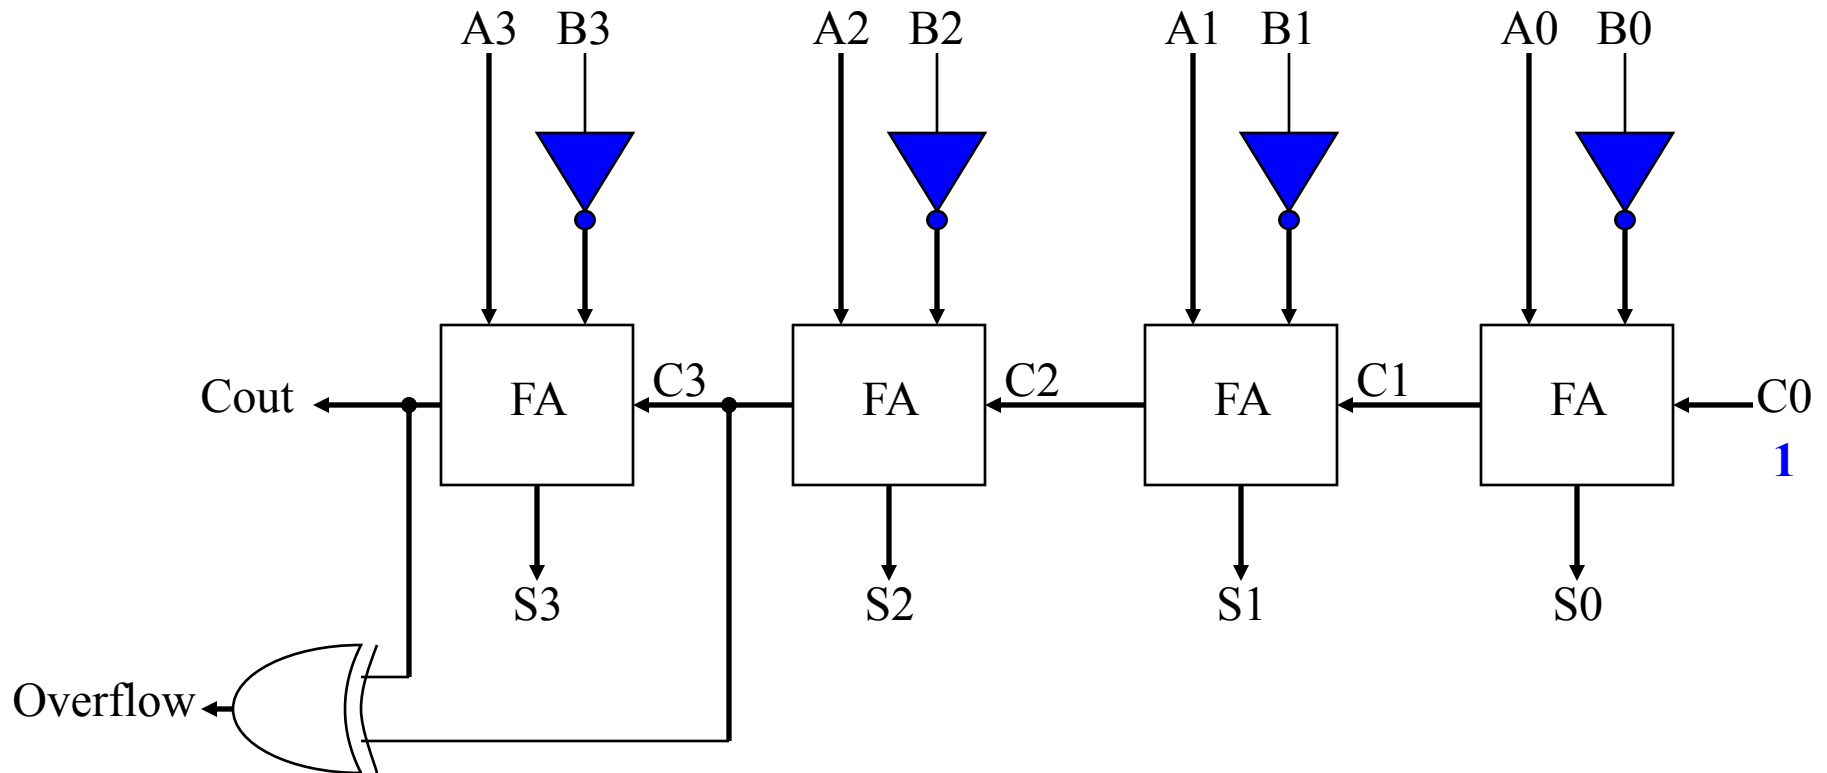 A3 B3 A2 B2 A1 B1 A0 B0
Cout FA C3 FA C2 FA C1 FA C0
1
S3 S2 S1 S0
Overflow